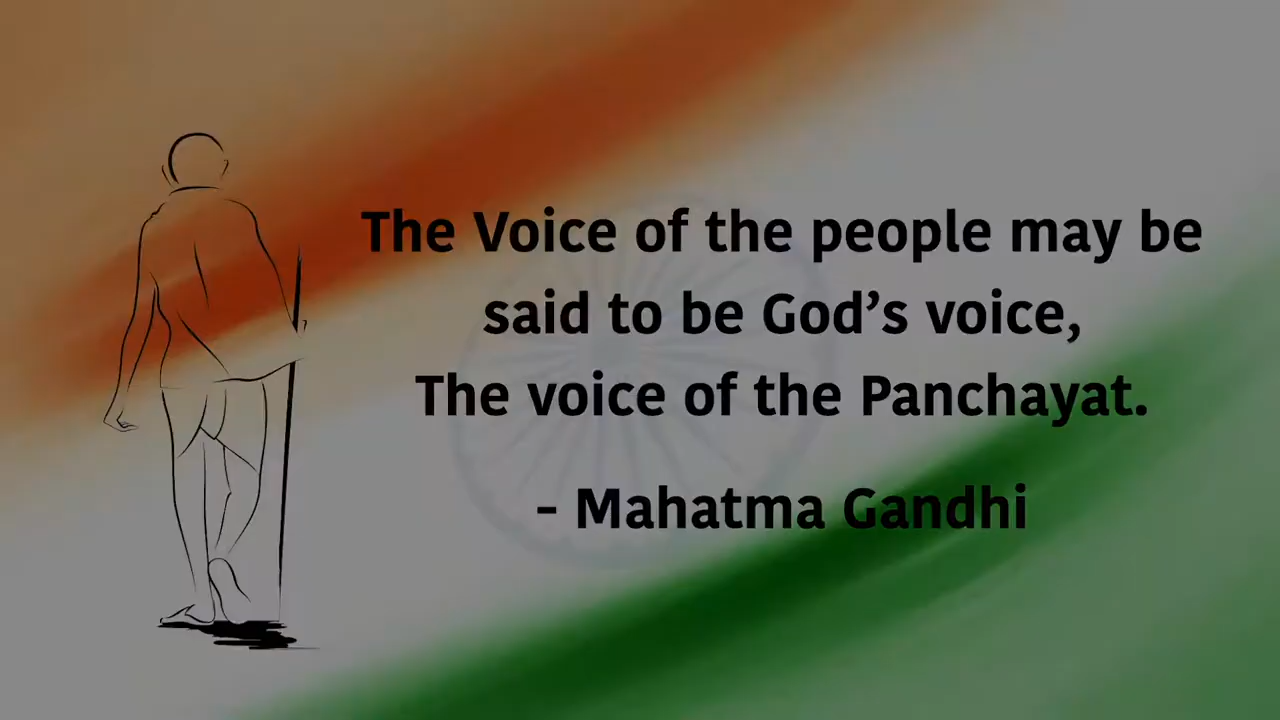 The Voice of the people may be
said to be God’s voice,
The voice of the Panchayat.
- Mahatma Gandhi